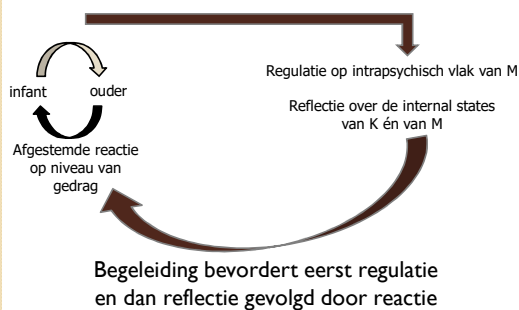 infant
ouder
Afgestemde reactie
op niveau van
gedrag
Regulatie op intrapsychisch vlak van M
Reflectie over de internal states
van K én van M
Begeleiding bevordert eerst regulatie
en dan reflectie gevolgd door reactie